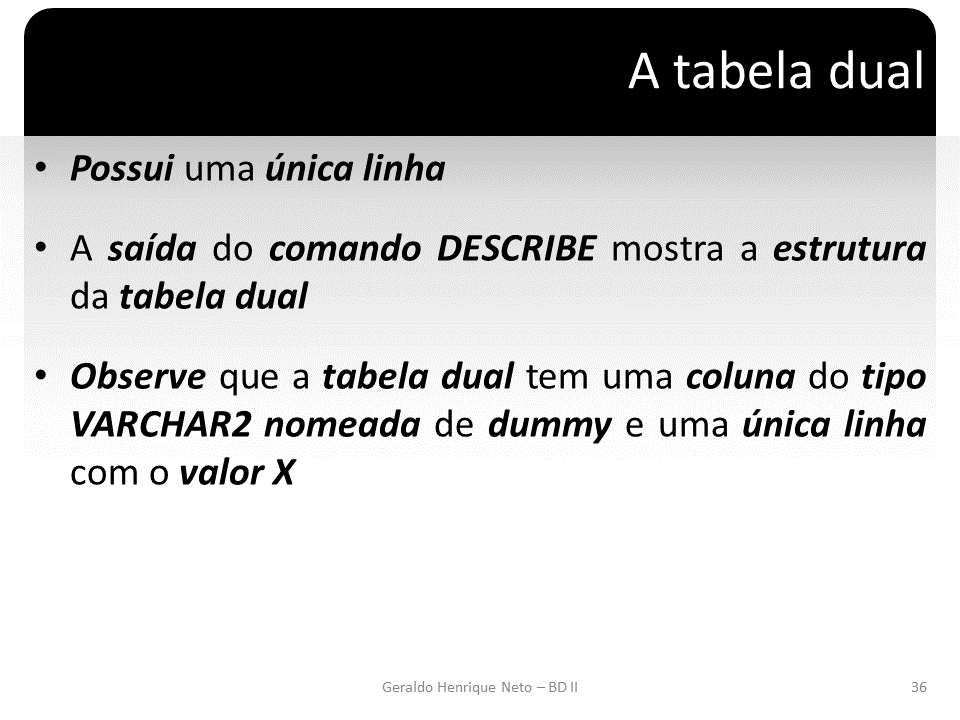 A tabela dual
• Possui uma única linha
• A saída do comando DESCRIBE mostra a estrutura
da tabela dual
• Observe que a tabela dual tem uma coluna do tipo
VARCHAR2 nomeada de dummy e uma única linha
com o valor X
Geraldo Henrique Neto – BD II
36